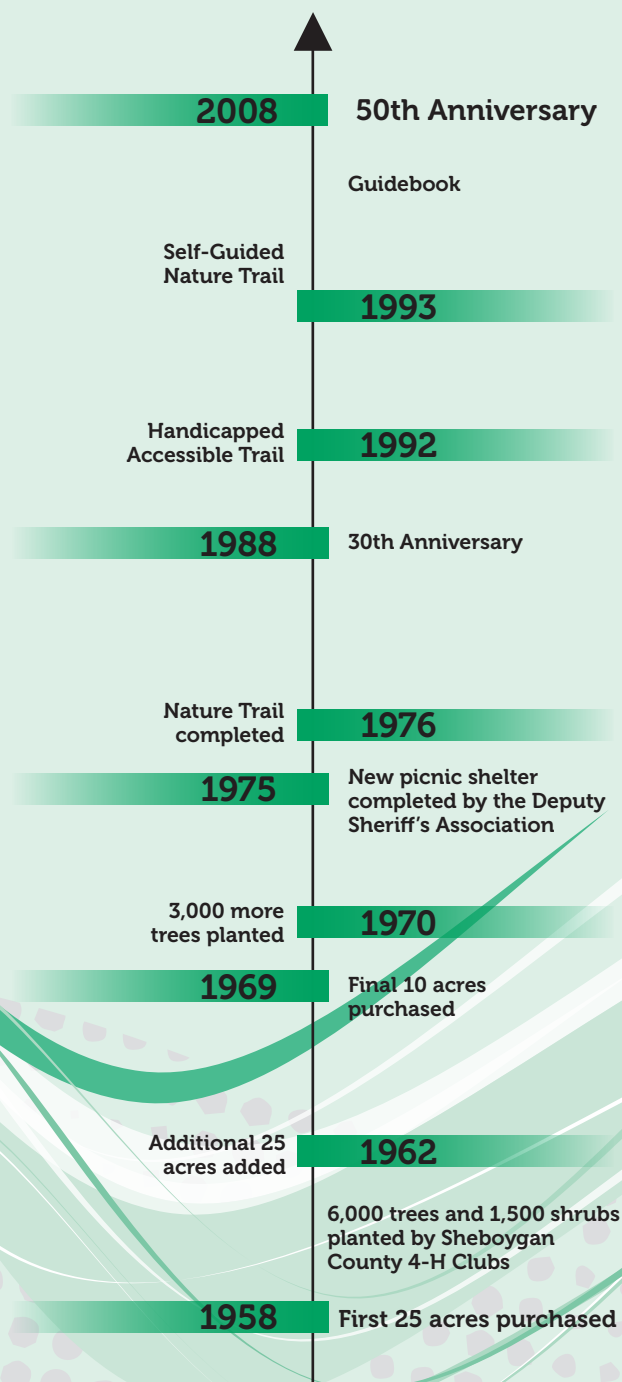 2008
50th Anniversary
Guidebook
Self-Guided
Nature Trail
1993
Handicapped
Accessible Trail
1992
1988
30th Anniversary
Nature Trail
completed
1976
1975
New picnic shelter
completed by the Deputy
Sheriff's Association
3,000 more
trees planted
1970
1969
Final 10 acres
purchased
Additional 25
acres added
1962
6,000 trees and 1,500 shrubs
planted by Sheboygan
County 4-H Clubs
1958
First 25 acres purchased